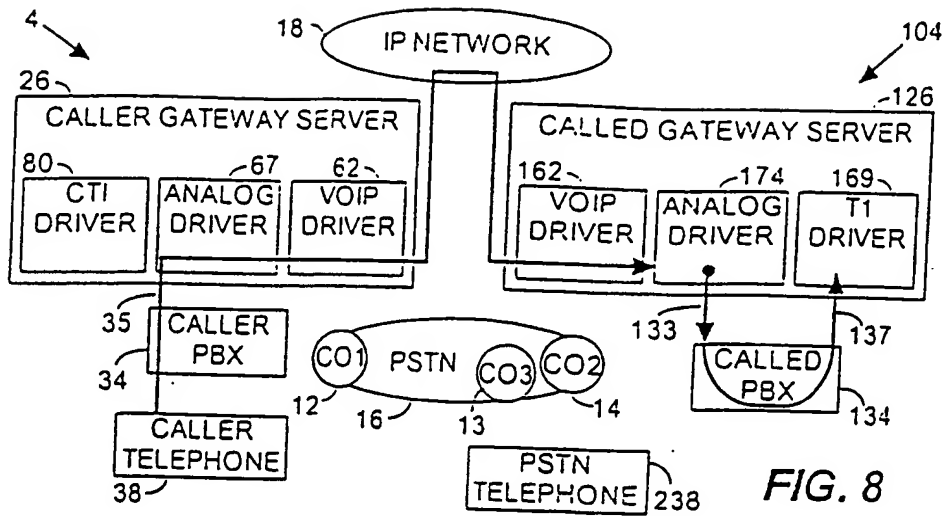 4
18
IP NETWORK
104
26
126
CALLER GATEWAY SERVER
CALLED GATEWAY SERVER
80
67
62
162
174
169
CTI
DRIVER
ANALOG
DRIVER
VOIP
DRIVER
VOIP
DRIVER
ANALOG
DRIVER
T1
DRIVER
35
133
137
CALLER
PBX
34
CO1
PSTN
CO3
CO2
CALLED
PBX
12
16
13
14
134
CALLER
TELEPHONE
38
PSTN
TELEPHONE
238
FIG. 8